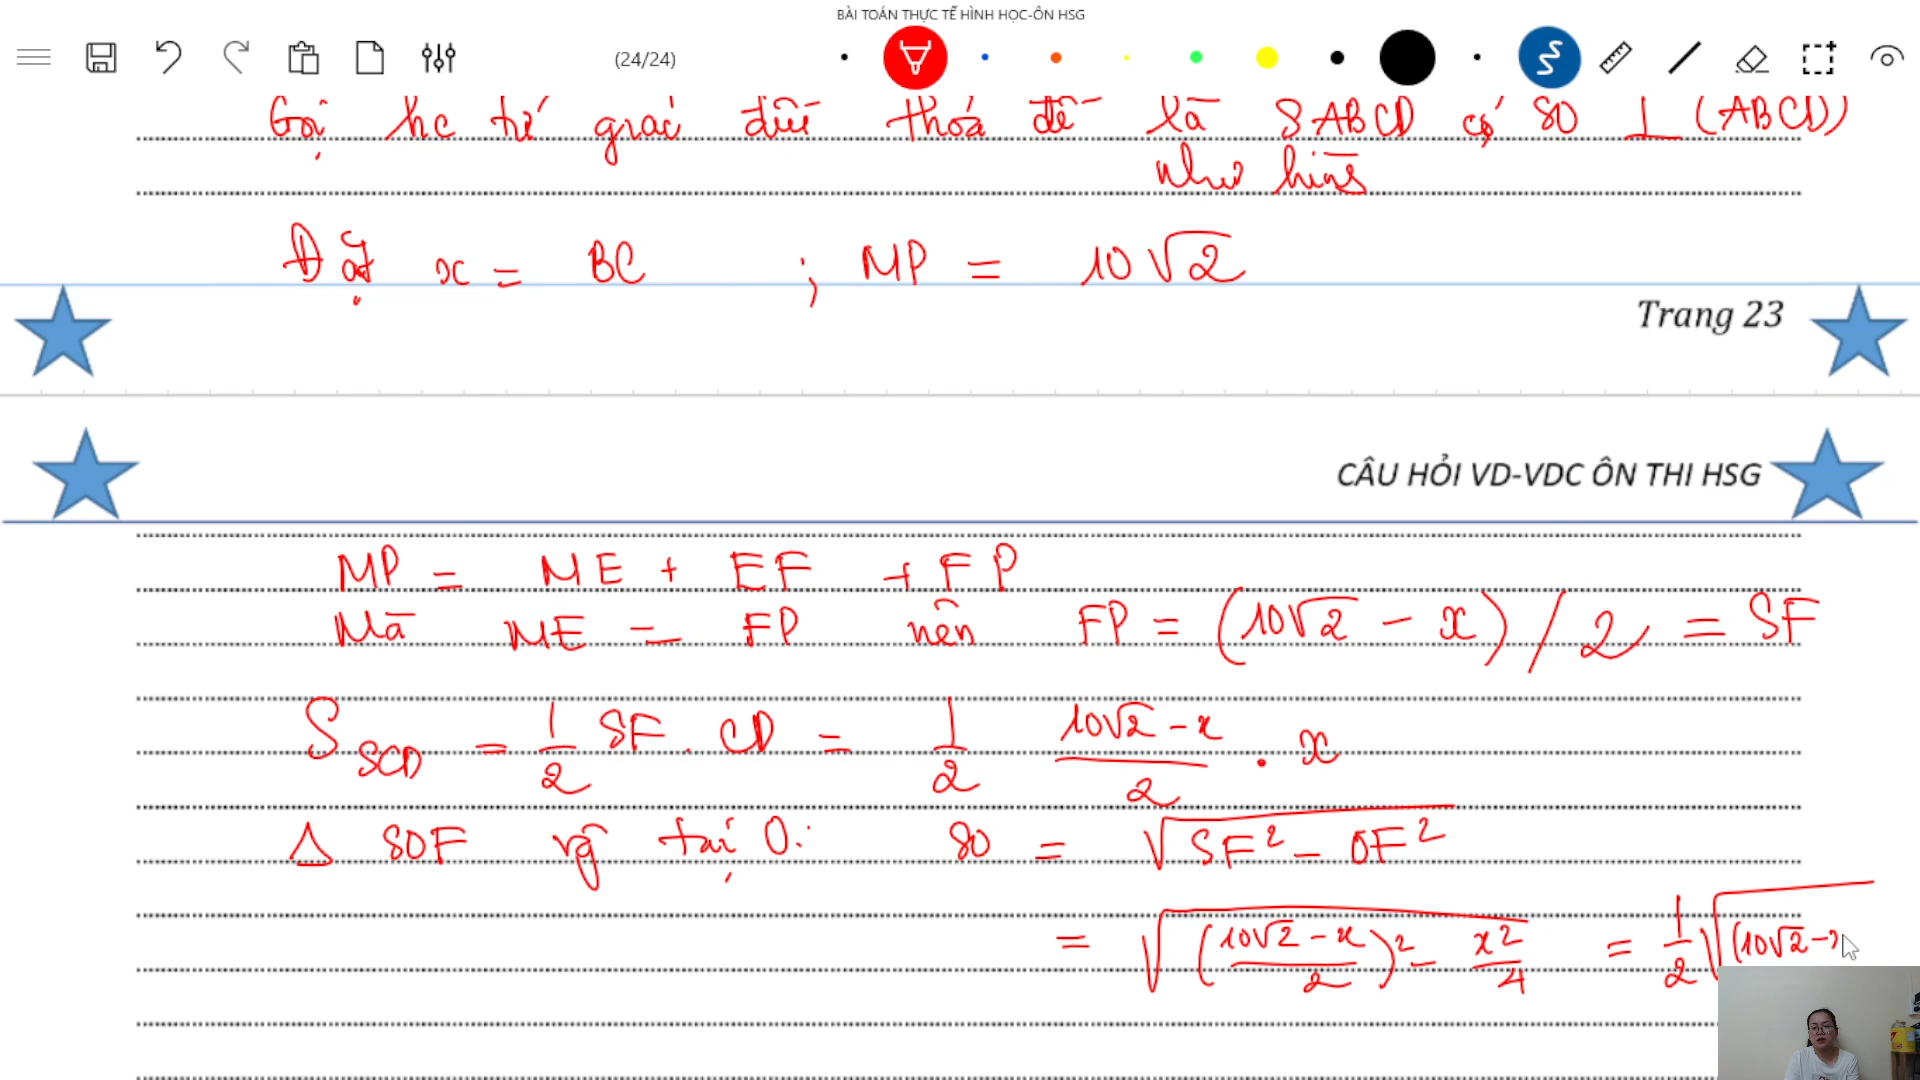 BÀI TOÁN THỰC TẾ HÌNH HỌC-ÔN HSG
(24/24)
Gọi hc tứ giác đều thoả đề là SABCD có SO ⊥ (ABCD)
như hình
Đặt x = BC ; MP = 10√2
Trang 23
CÂU HỎI VD-VDC ÔN THI HSG
MP = ME + EF + FP
Mà ME = FP nên FP = (10√2 - x) / 2 = SF
S_SCD = 1/2 SF . CD = 1/2 (10√2 - x)/2 . x
Δ SOF vg tại O: SO = √(SF² - OF²)
= √(((10√2 - x)/2)² - x²/4) = 1/2 √(10√2 -